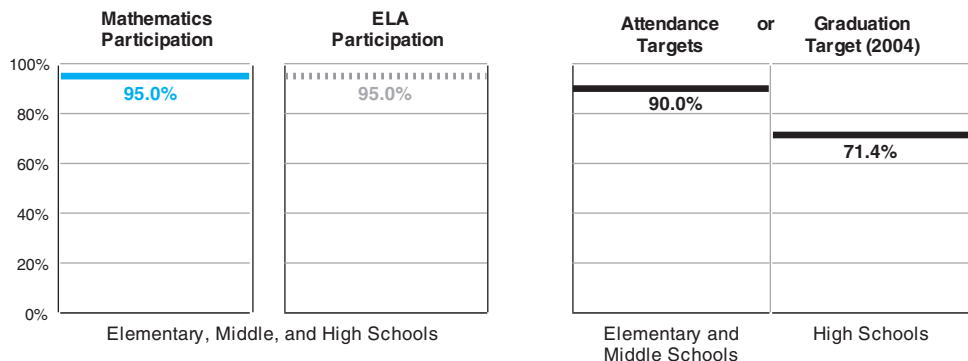 Mathematics
Participation
ELA
Participation
Attendance or Graduation
Targets Target (2004)
100%
80%
60%
40%
20%
0%
95.0%
95.0%
90.0%
71.4%
Elementary, Middle, and High Schools
Elementary and
Middle Schools
High Schools